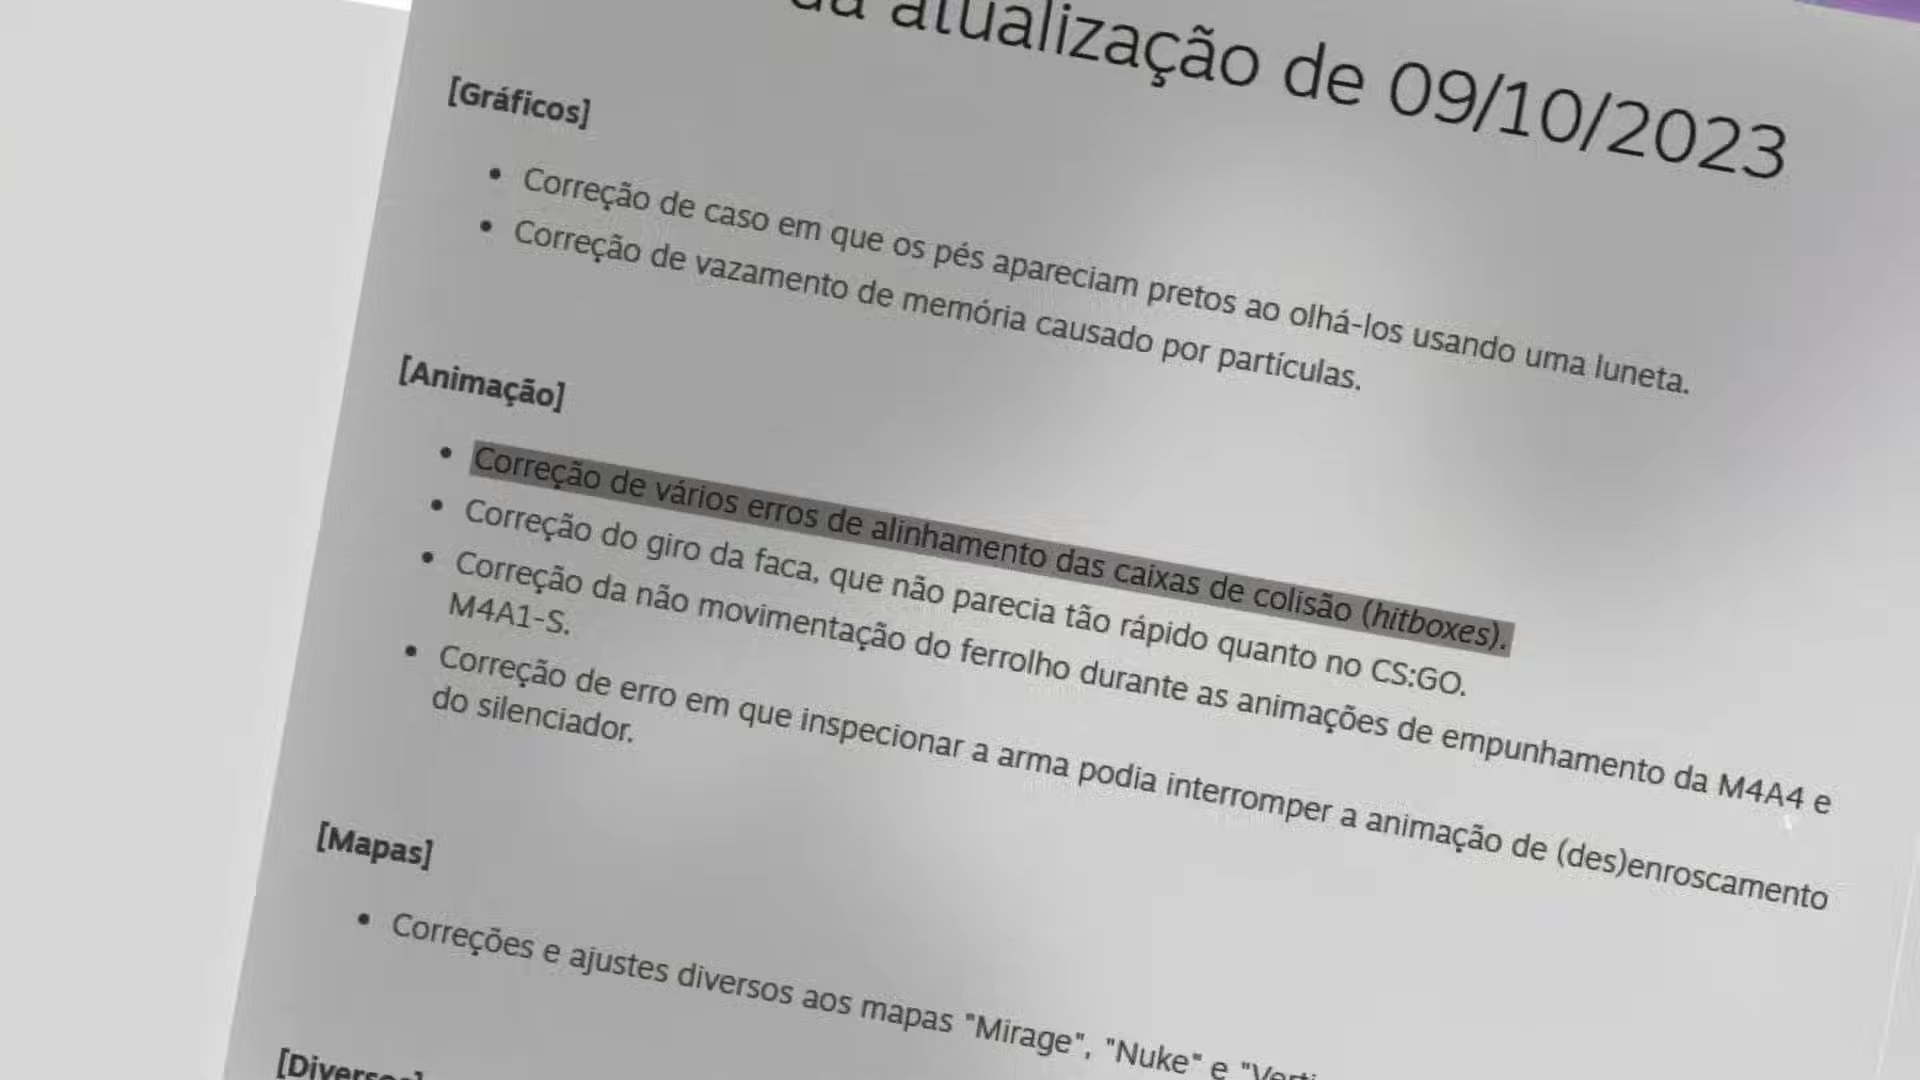 da atualização de 09/10/2023
[Gráficos]
• Correção de caso em que os pés apareciam pretos ao olhá-los usando uma luneta.
• Correção de vazamento de memória causado por partículas.
[Animação]
• Correção de vários erros de alinhamento das caixas de colisão (hitboxes).
• Correção do giro da faca, que não parecia tão rápido quanto no CS:GO.
• Correção da não movimentação do ferrolho durante as animações de empunhamento da M4A4 e
M4A1-S.
• Correção de erro em que inspecionar a arma podia interromper a animação de (des)enroscamento
do silenciador.
[Mapas]
• Correções e ajustes diversos aos mapas "Mirage", "Nuke" e
[Diversos]